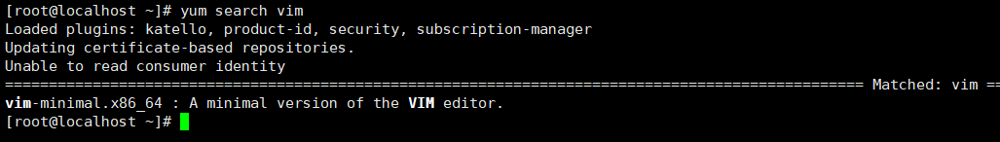 [root@localhost ~]# yum search vim
Loaded plugins: katello, product-id, security, subscription-manager
Updating certificate-based repositories.
Unable to read consumer identity
================================================================================================== Matched: vim ==
vim-minimal.x86_64 : A minimal version of the VIM editor.
[root@localhost ~]#